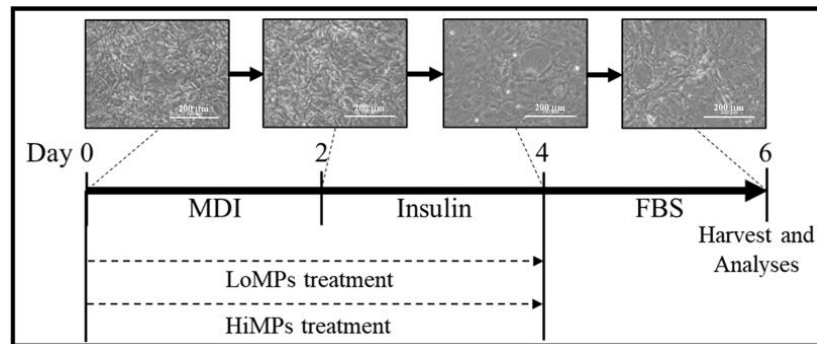 200 μm
200 μm
200 μm
200 μm
Day 0
2
4
6
MDI
Insulin
FBS
Harvest and
Analyses
LoMPs treatment
HiMPs treatment